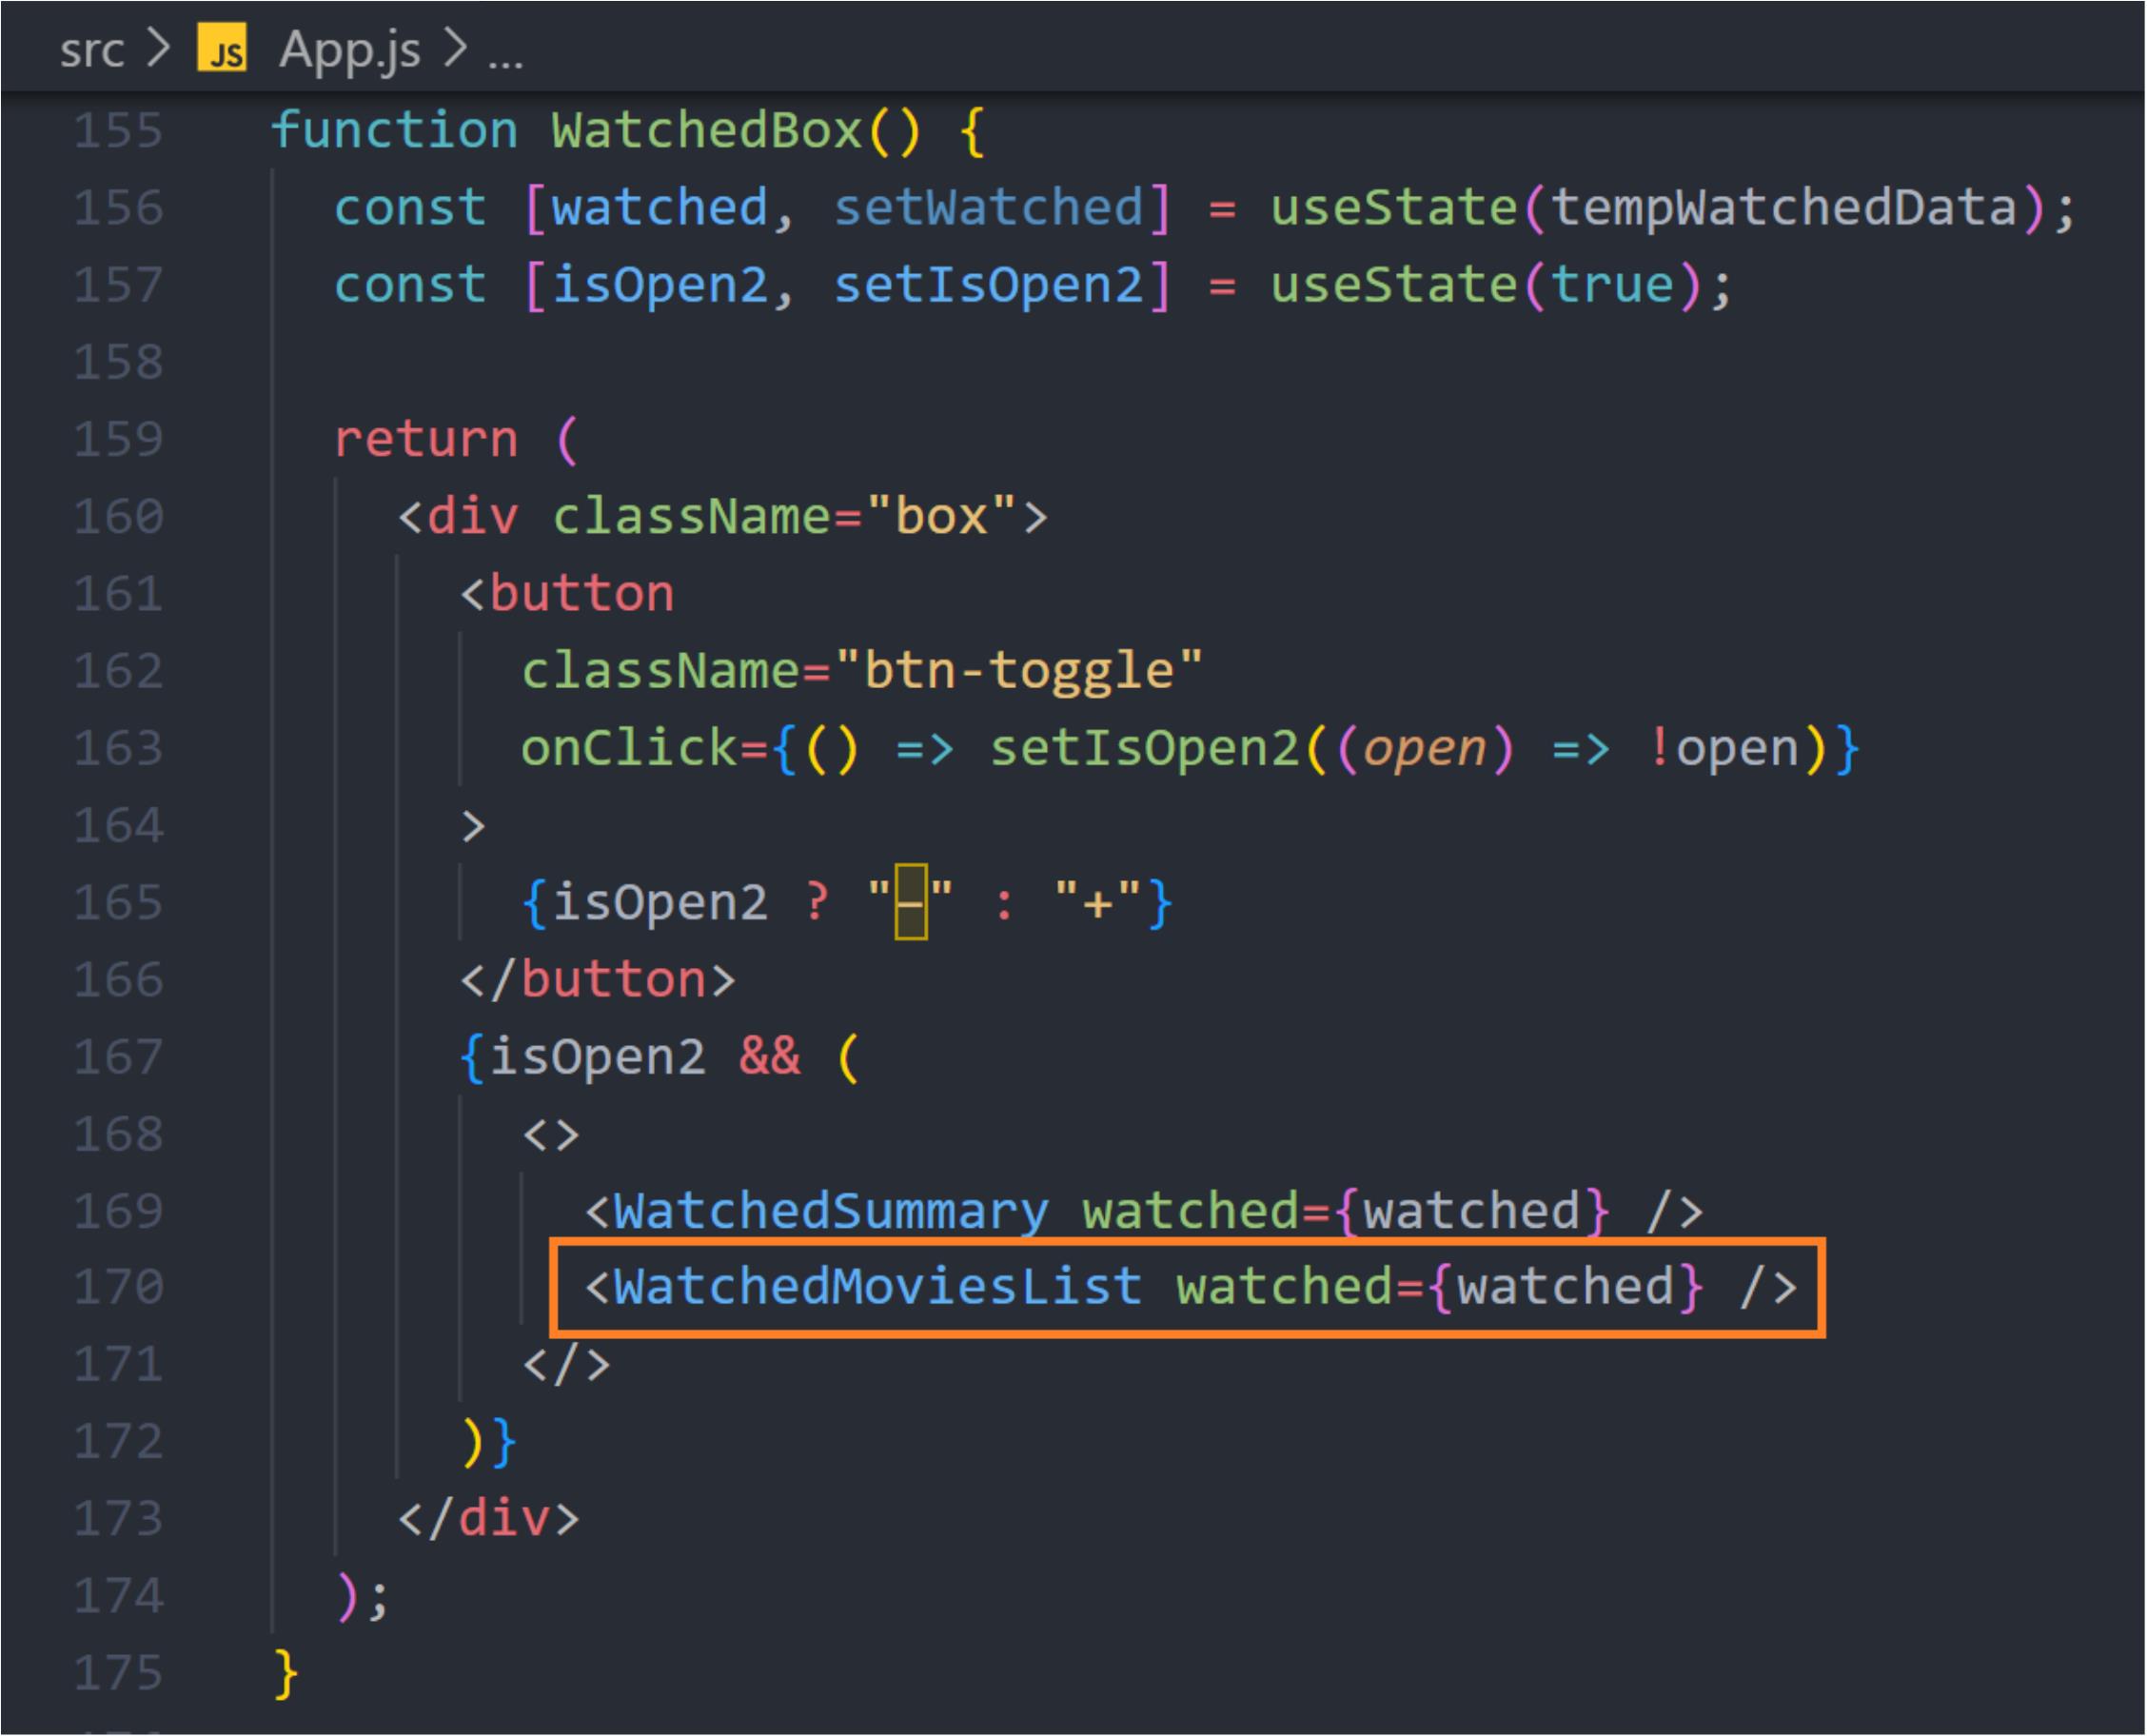 src > JS App.js > ...
155 function WatchedBox() {
156 const [watched, setWatched] = useState(tempWatchedData);
157 const [isOpen2, setIsOpen2] = useState(true);
158
159 return (
160 <div className="box">
161 <button
162 className="btn-toggle"
163 onClick={() => setIsOpen2((open) => !open)}
164 >
165 {isOpen2 ? "–" : "+"}
166 </button>
167 {isOpen2 && (
168 <>
169 <WatchedSummary watched={watched} />
170 <WatchedMoviesList watched={watched} />
171 </>
172 )}
173 </div>
174 );
175 }